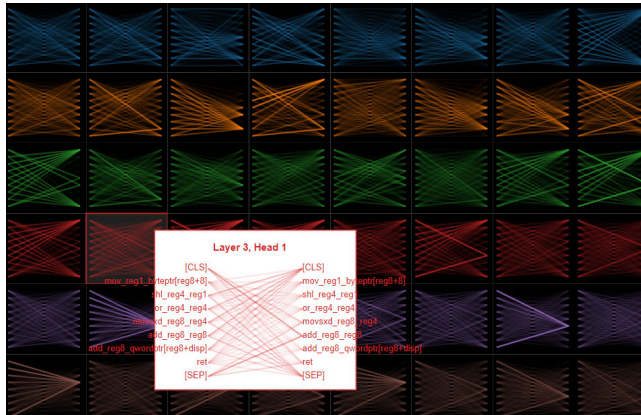 Layer 3, Head 1
[CLS] [CLS]
mov_reg1_byteptr[reg8+8] mov_reg1_byteptr[reg8+8]
shl_reg4_reg1 shl_reg4_reg1
or_reg4_reg4 or_reg4_reg4
movsxd_reg8_reg4 movsxd_reg8_reg4
add_reg8_reg8 add_reg8_reg8
add_reg8_qwordptr[reg8+disp] add_reg8_qwordptr[reg8+disp]
ret ret
[SEP] [SEP]